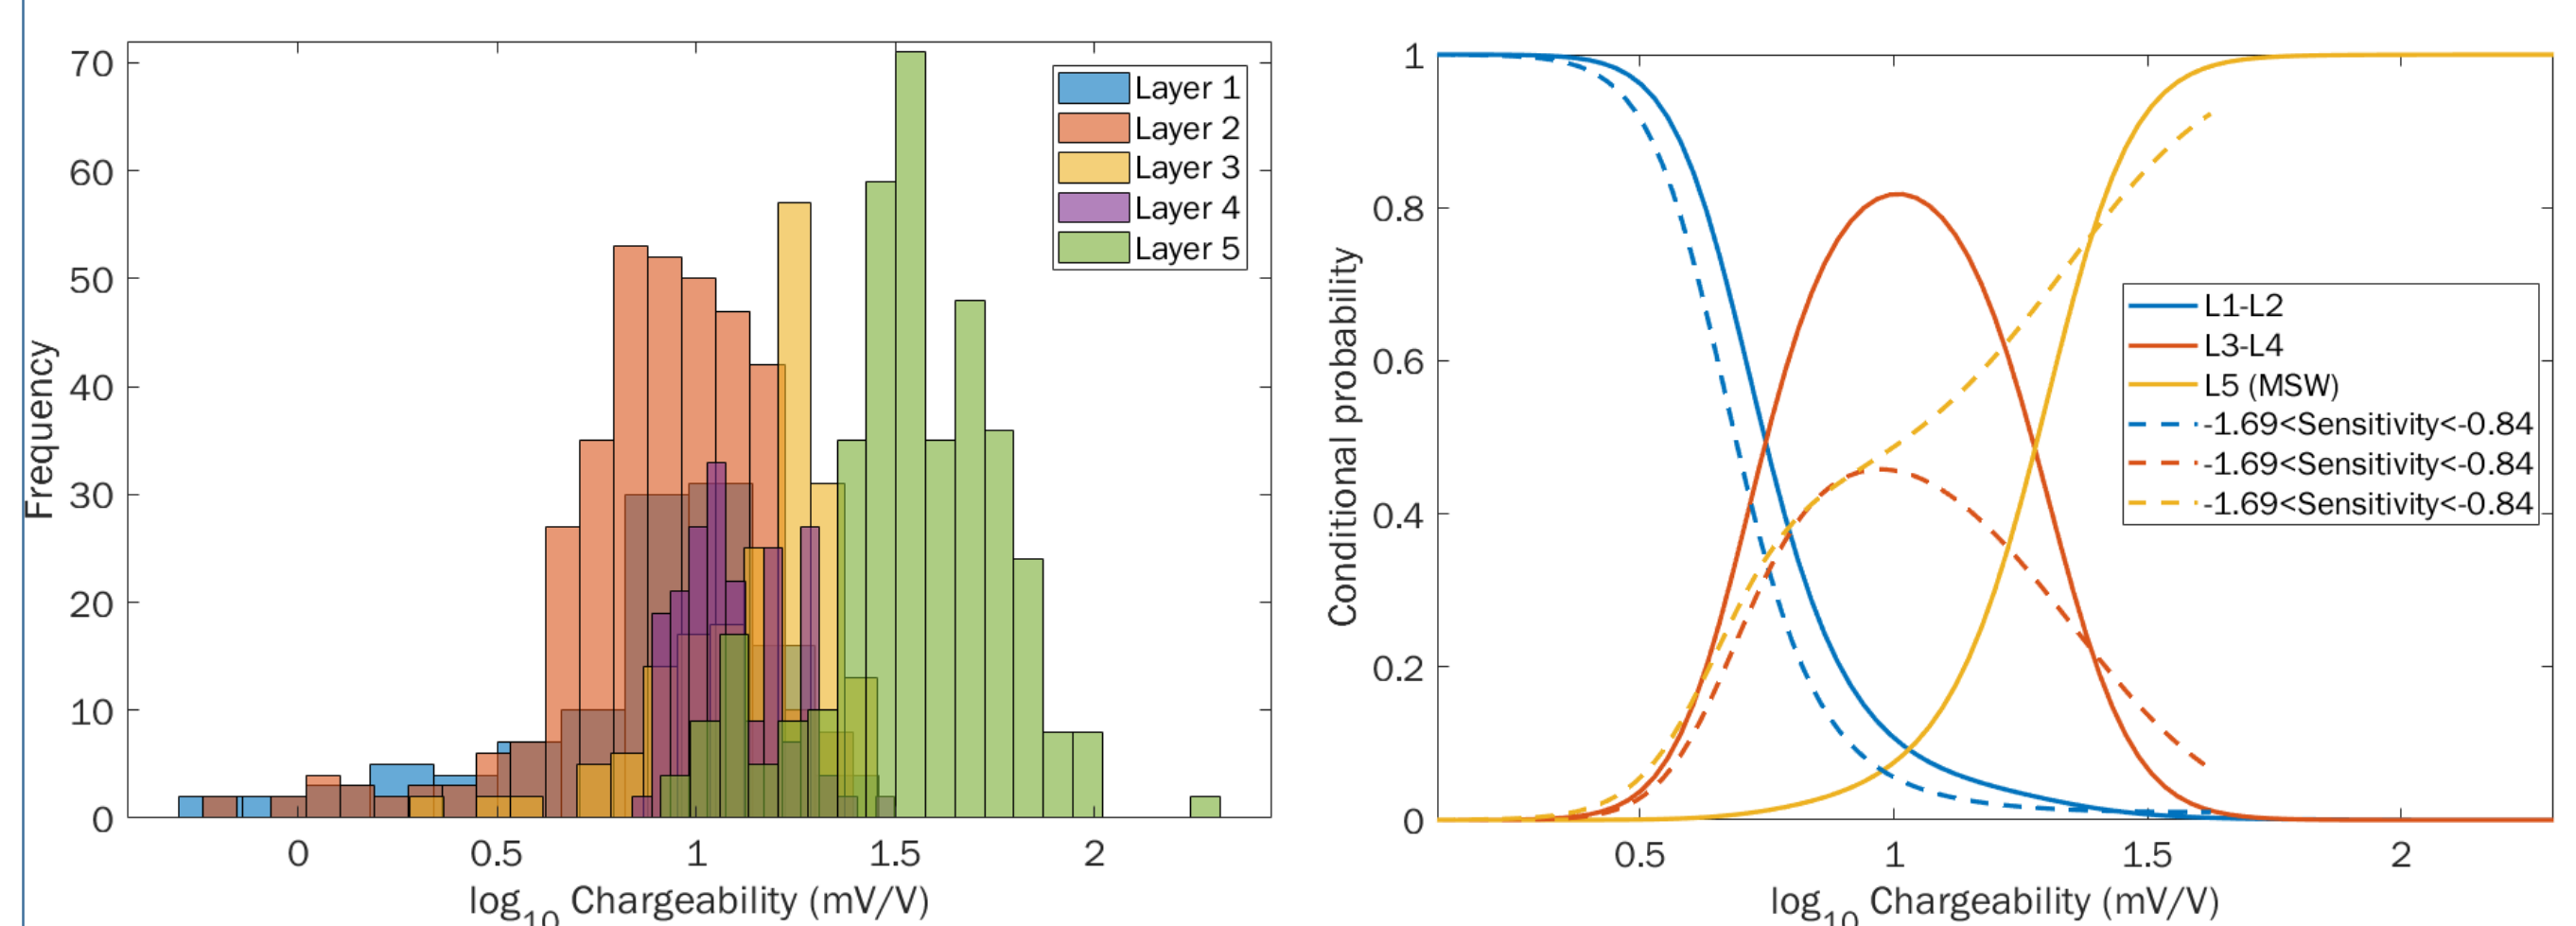 70
60
50
40
30
20
10
0
Frequency
0 0.5 1 1.5 2
log10 Chargeability (mV/V)
Layer 1
Layer 2
Layer 3
Layer 4
Layer 5
1
0.8
0.6
0.4
0.2
0
Conditional probability
0.5 1 1.5 2
log10 Chargeability (mV/V)
L1-L2
L3-L4
L5 (MSW)
-1.69<Sensitivity<-0.84
-1.69<Sensitivity<-0.84
-1.69<Sensitivity<-0.84